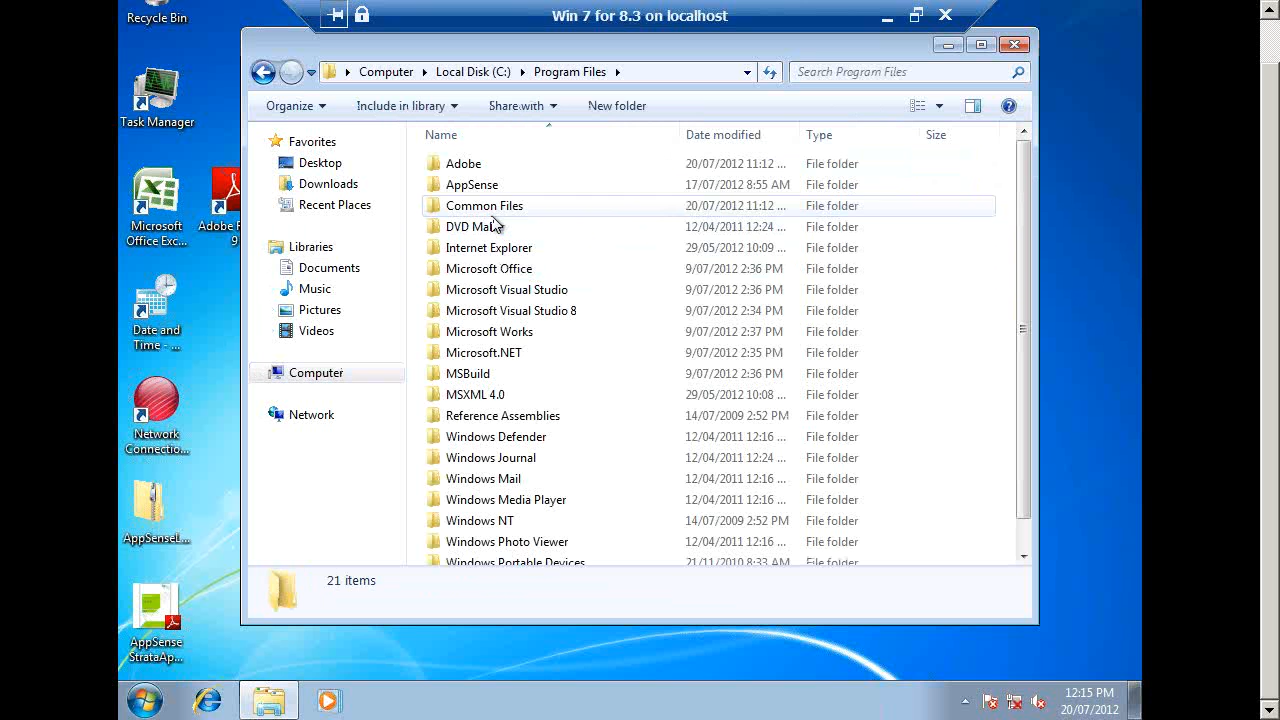 Win 7 for 8.3 on localhost
Recycle Bin
Task Manager
Microsoft
Office Exc...
Adobe R
9
Date and
Time - ...
Network
Connectio...
AppSenseL...
AppSense
StrataAp...
Computer Local Disk (C:) Program Files
Search Program Files
Organize Include in library Share with New folder
Favorites
Desktop
Downloads
Recent Places
Libraries
Documents
Music
Pictures
Videos
Computer
Network
Name Date modified Type Size
Adobe 20/07/2012 11:12 ... File folder
AppSense 17/07/2012 8:55 AM File folder
Common Files 20/07/2012 11:12 ... File folder
DVD Ma 12/04/2011 12:24 ... File folder
Internet Explorer 29/05/2012 10:09 ... File folder
Microsoft Office 9/07/2012 2:36 PM File folder
Microsoft Visual Studio 9/07/2012 2:36 PM File folder
Microsoft Visual Studio 8 9/07/2012 2:34 PM File folder
Microsoft Works 9/07/2012 2:37 PM File folder
Microsoft.NET 9/07/2012 2:35 PM File folder
MSBuild 9/07/2012 2:36 PM File folder
MSXML 4.0 29/05/2012 10:08 ... File folder
Reference Assemblies 14/07/2009 2:52 PM File folder
Windows Defender 12/04/2011 12:16 ... File folder
Windows Journal 12/04/2011 12:24 ... File folder
Windows Mail 12/04/2011 12:16 ... File folder
Windows Media Player 12/04/2011 12:16 ... File folder
Windows NT 14/07/2009 2:52 PM File folder
Windows Photo Viewer 12/04/2011 12:16 ... File folder
Windows Portable Devices 21/11/2010 8:33 AM File folder
21 items
12:15 PM
20/07/2012